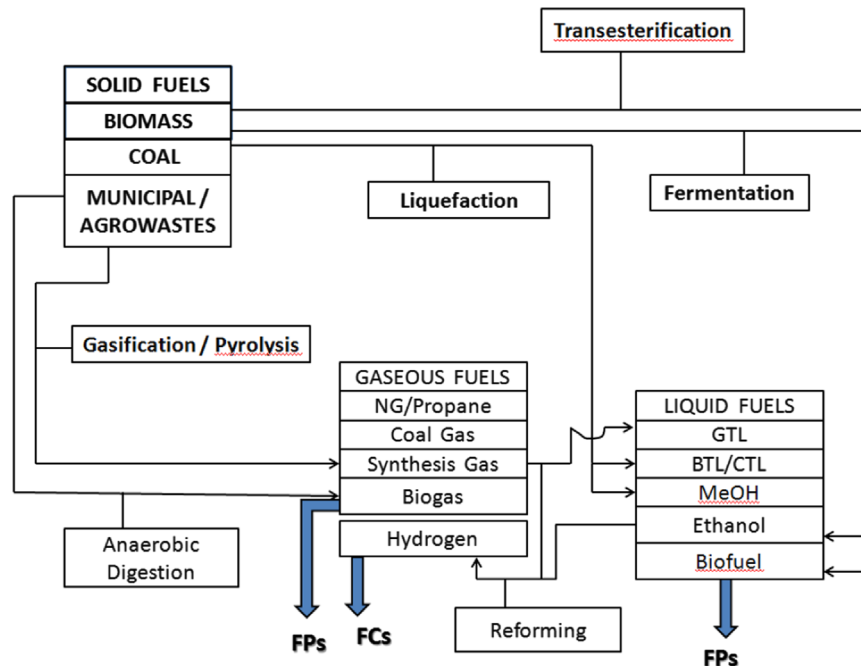 Transesterification
SOLID FUELS
BIOMASS
COAL
MUNICIPAL /
AGROWASTES
Liquefaction
Fermentation
Gasification / Pyrolysis
GASEOUS FUELS
NG/Propane
Coal Gas
Synthesis Gas
Biogas
Hydrogen
LIQUID FUELS
GTL
BTL/CTL
MeOH
Ethanol
Biofuel
Anaerobic
Digestion
Reforming
FPs
FCs
FPs